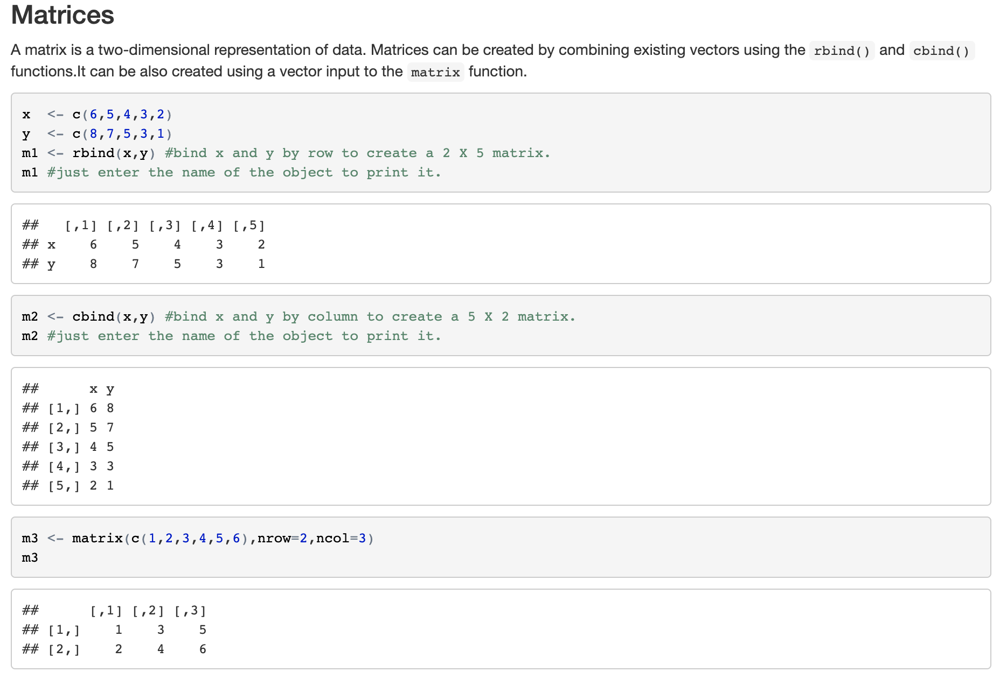 Matrices
A matrix is a two-dimensional representation of data. Matrices can be created by combining existing vectors using the rbind() and cbind()
functions.It can be also created using a vector input to the matrix function.
x  <- c(6,5,4,3,2)
y  <- c(8,7,5,3,1)
m1 <- rbind(x,y) #bind x and y by row to create a 2 X 5 matrix.
m1 #just enter the name of the object to print it.
##   [,1] [,2] [,3] [,4] [,5]
## x    6    5    4    3    2
## y    8    7    5    3    1
m2 <- cbind(x,y) #bind x and y by column to create a 5 X 2 matrix.
m2 #just enter the name of the object to print it.
##      x y
## [1,] 6 8
## [2,] 5 7
## [3,] 4 5
## [4,] 3 3
## [5,] 2 1
m3 <- matrix(c(1,2,3,4,5,6),nrow=2,ncol=3)
m3
##      [,1] [,2] [,3]
## [1,]    1    3    5
## [2,]    2    4    6